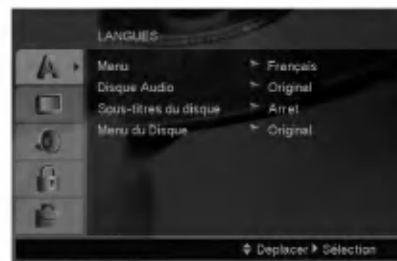 LANGUES
A
Menu Français
Disque Audio Original
Sous-titres du disque Arret
Menu du Disque Original
Deplacer Sélection